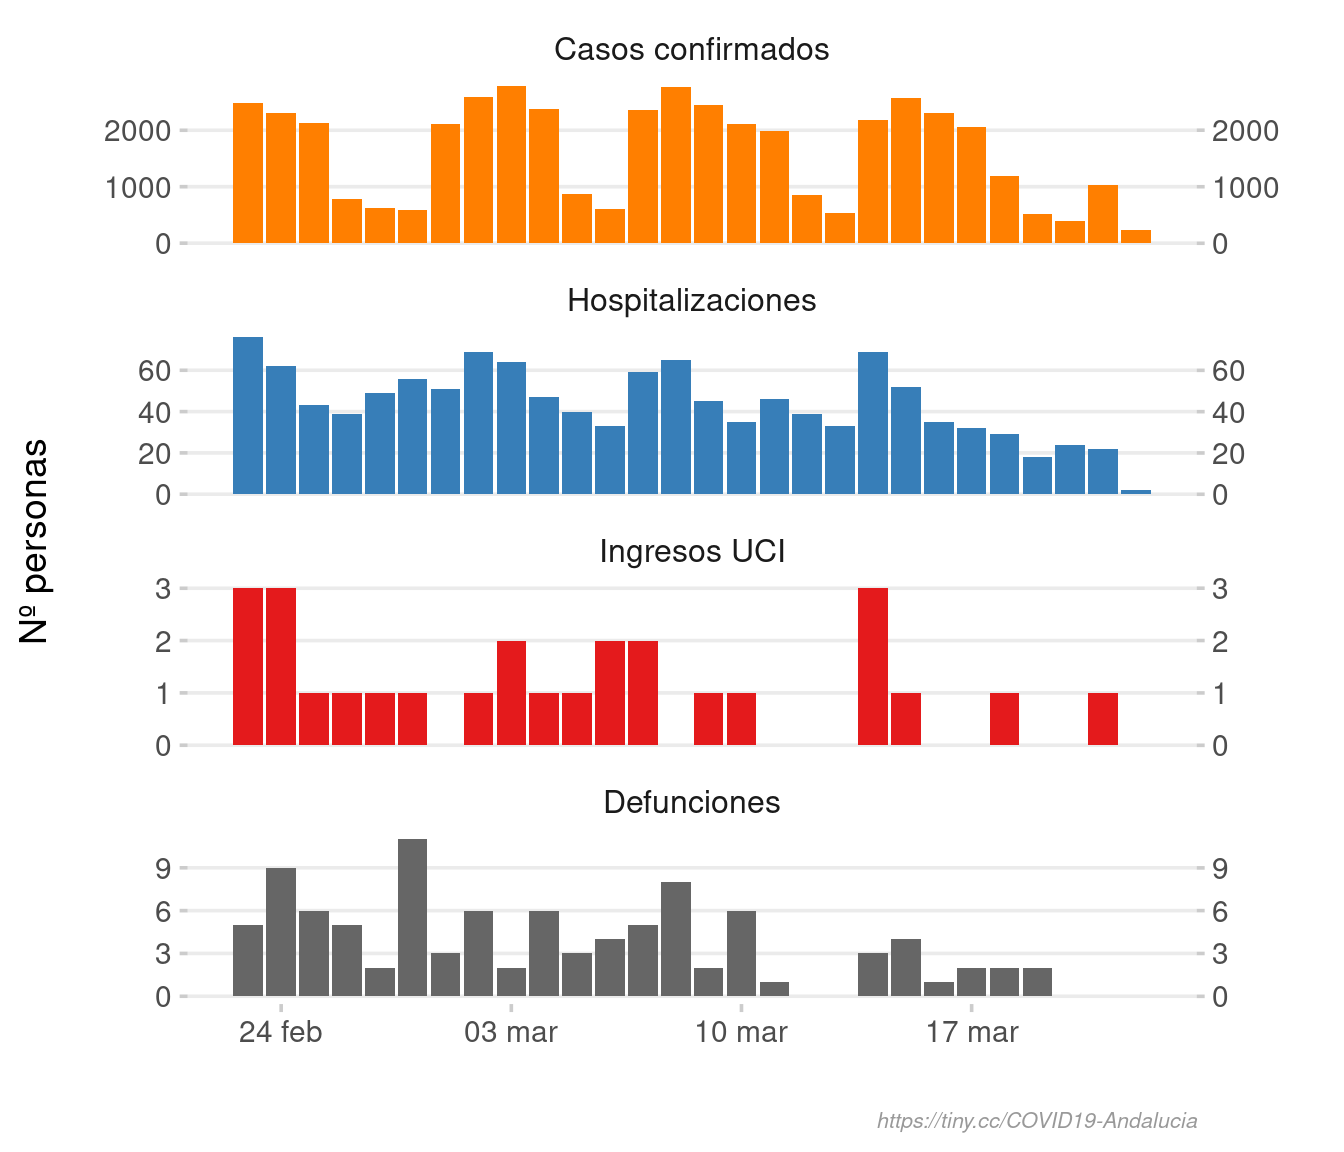 Casos confirmados
2000 2000
1000 1000
0 0
Hospitalizaciones
60 60
40 40
20 20
0 0
Nº personas
Ingresos UCI
3 3
2 2
1 1
0 0
Defunciones
9 9
6 6
3 3
0 0
24 feb 03 mar 10 mar 17 mar
https://tiny.cc/COVID19-Andalucia